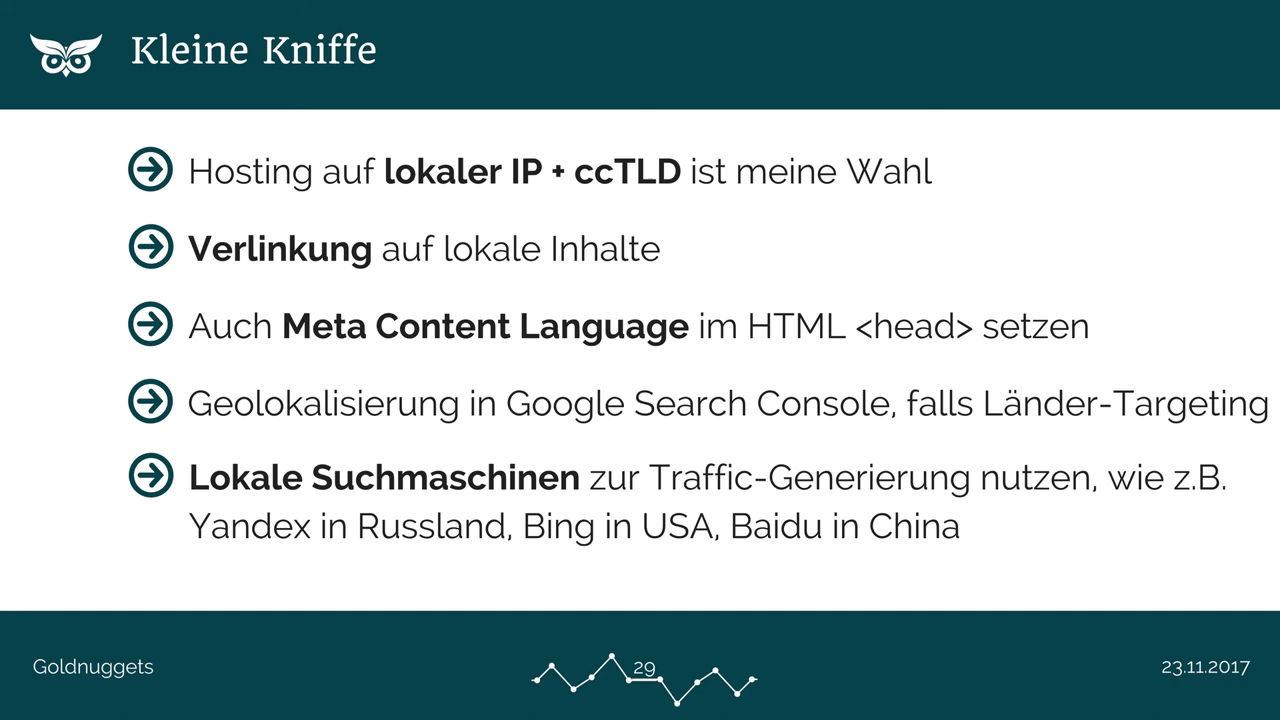 Kleine Kniffe
Hosting auf lokaler IP + ccTLD ist meine Wahl
Verlinkung auf lokale Inhalte
Auch Meta Content Language im HTML <head> setzen
Geolokalisierung in Google Search Console, falls Länder-Targeting
Lokale Suchmaschinen zur Traffic-Generierung nutzen, wie z.B.
Yandex in Russland, Bing in USA, Baidu in China
Goldnuggets
29
23.11.2017